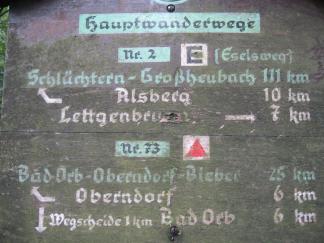 Hauptwanderwege
Nr. 2 E (Eselsweg)
Schlüchtern-Großheubach 111 km
Alsberg 10 km
Lettgenbrunn 7 km
Nr. 73
Bad Orb-Oberndorf-Bieber 25 km
Oberndorf 6 km
Wegscheide 1 km Bad Orb 6 km